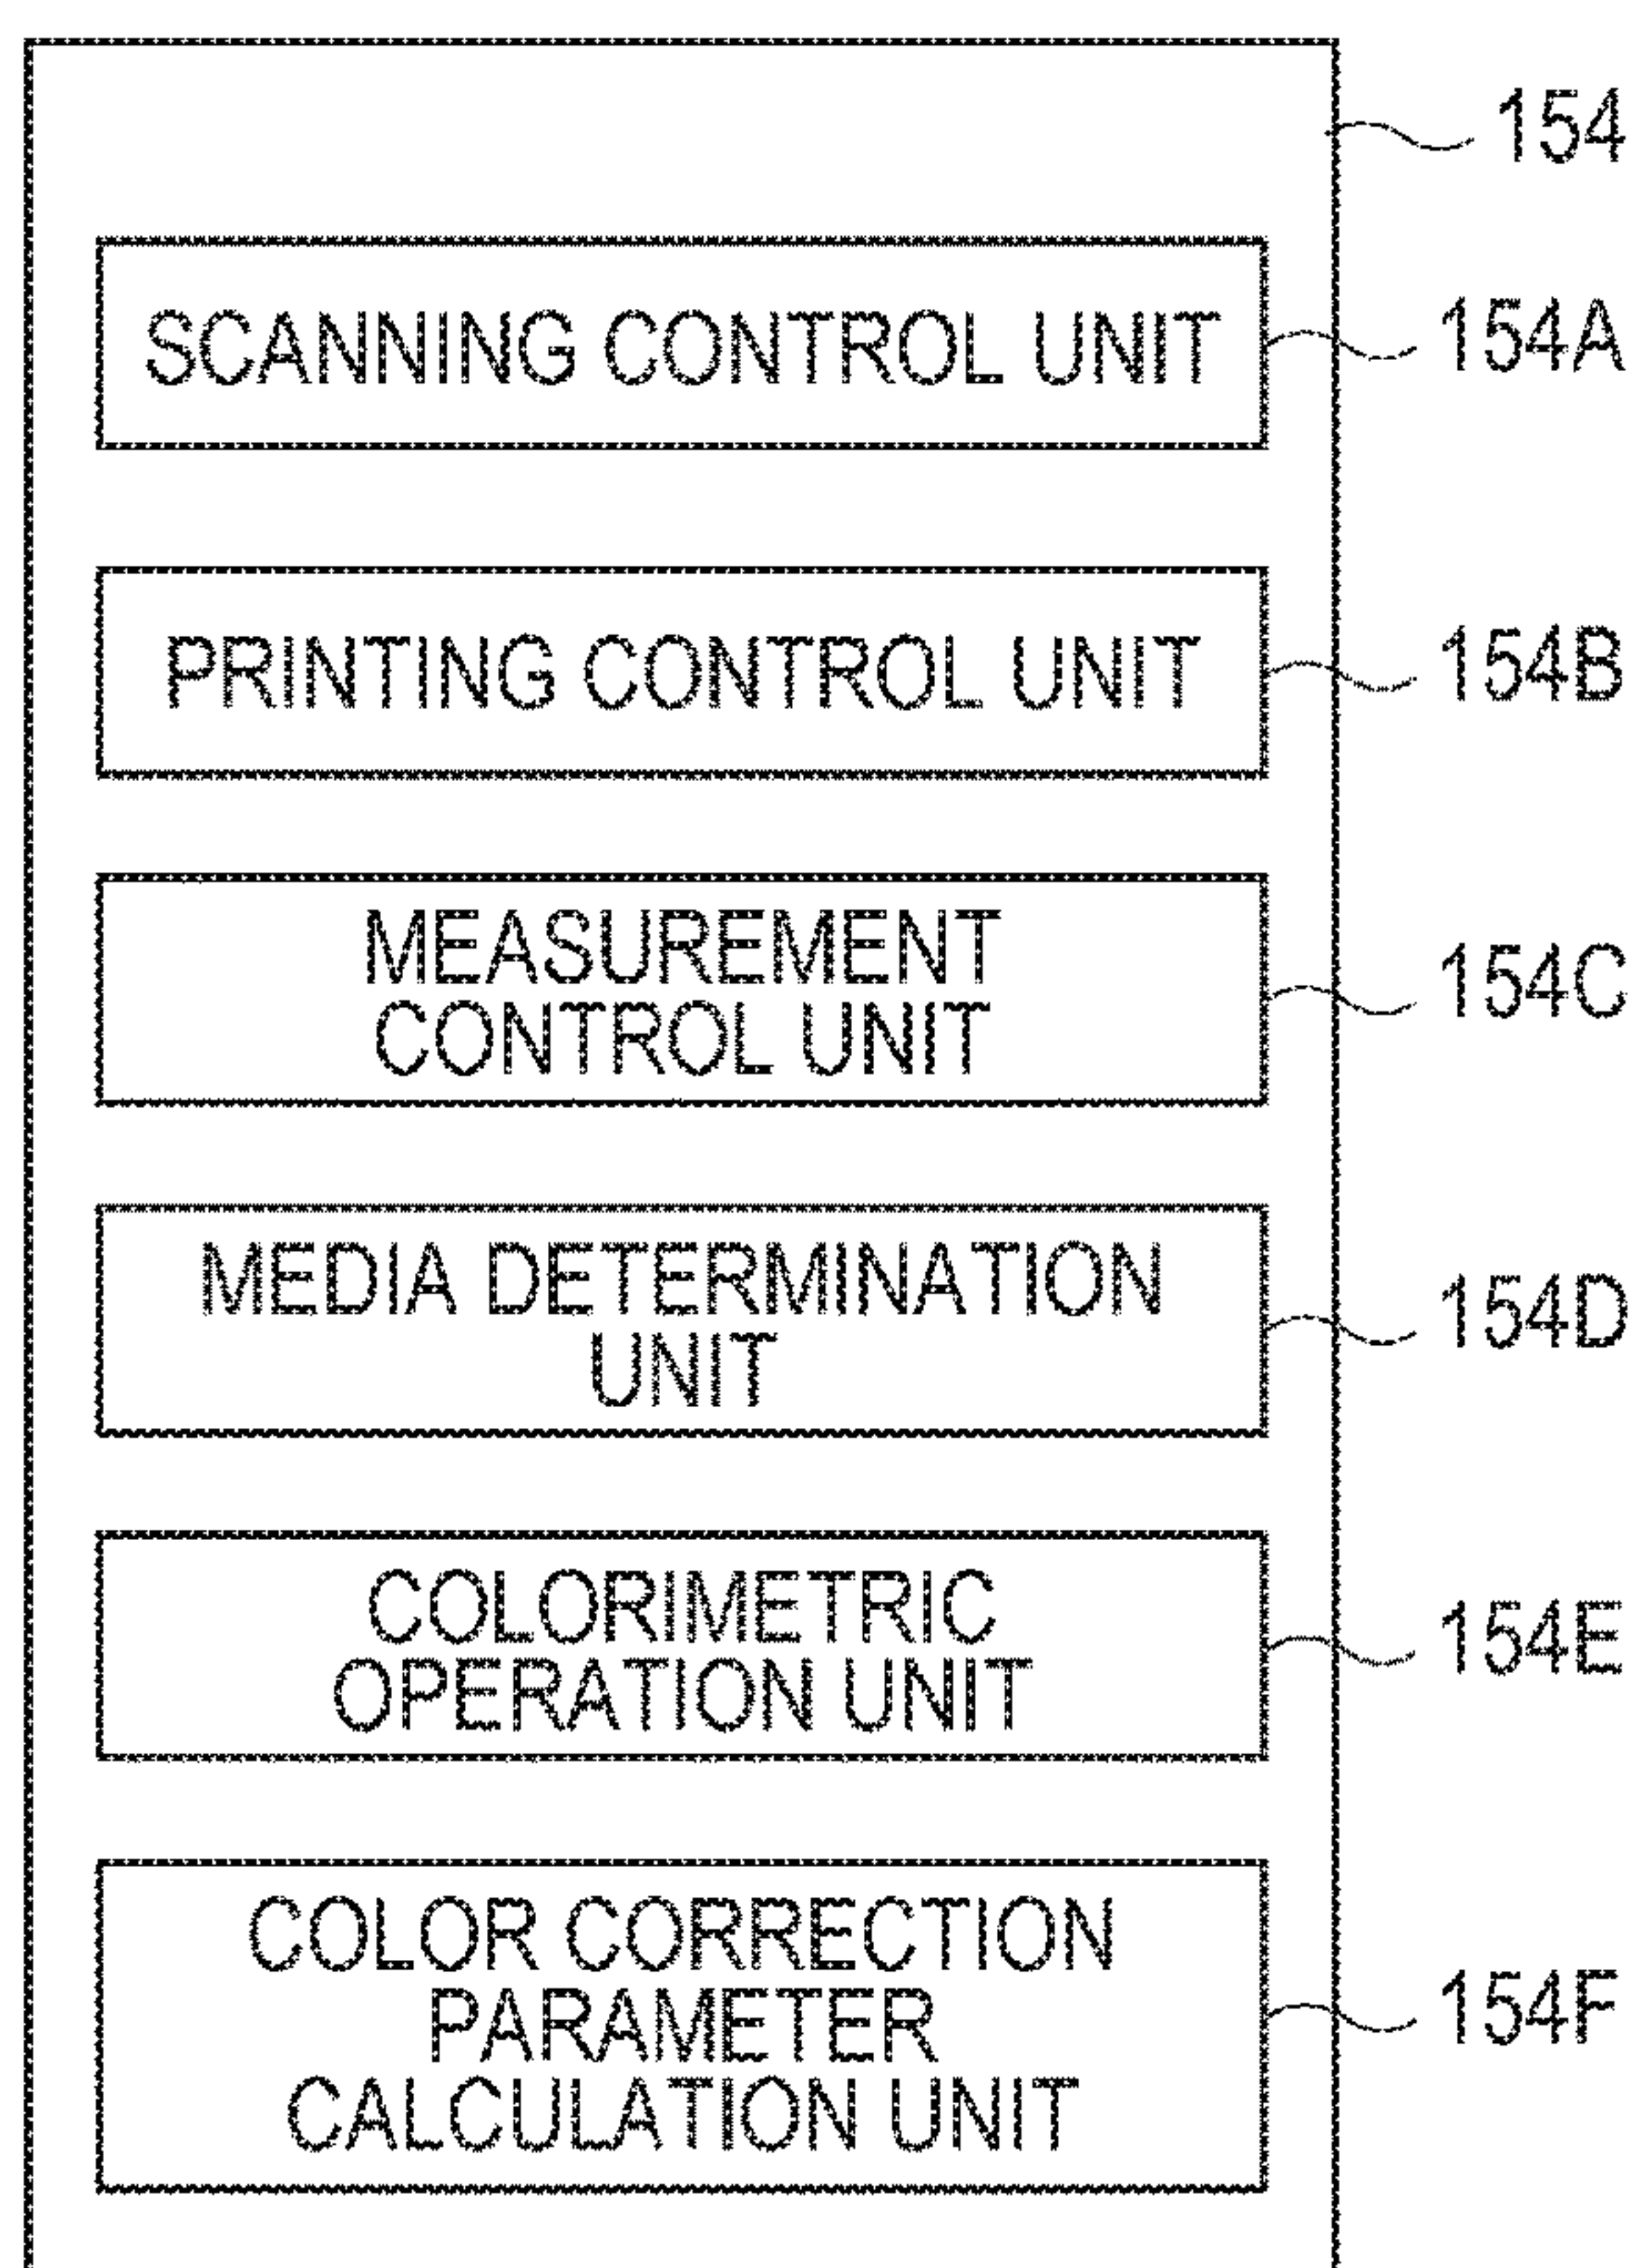 154
SCANNING CONTROL UNIT
154A
PRINTING CONTROL UNIT
154B
MEASUREMENT
CONTROL UNIT
154C
MEDIA DETERMINATION
UNIT
154D
COLORIMETRIC
OPERATION UNIT
154E
COLOR CORRECTION
PARAMETER
CALCULATION UNIT
154F